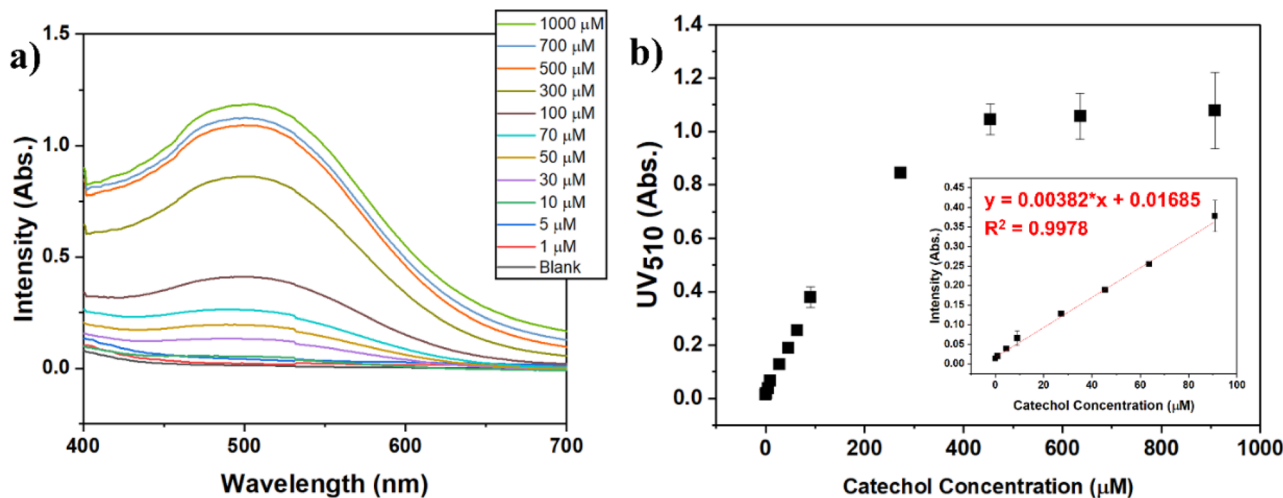 a)
1.5
1.0
0.5
0.0
Intensity (Abs.)
400
500
600
700
Wavelength (nm)
1000 μM
700 μM
500 μM
300 μM
100 μM
70 μM
50 μM
30 μM
10 μM
5 μM
1 μM
Blank
b)
1.4
1.2
1.0
0.8
0.6
0.4
0.2
0.0
UV510 (Abs.)
0
200
400
600
800
1000
Catechol Concentration (μM)
y = 0.00382*x + 0.01685
R² = 0.9978
0.45
0.40
0.35
0.30
0.25
0.20
0.15
0.10
0.05
0.00
Intensity (Abs.)
0
20
40
60
80
100
Catechol Concentration (μM)